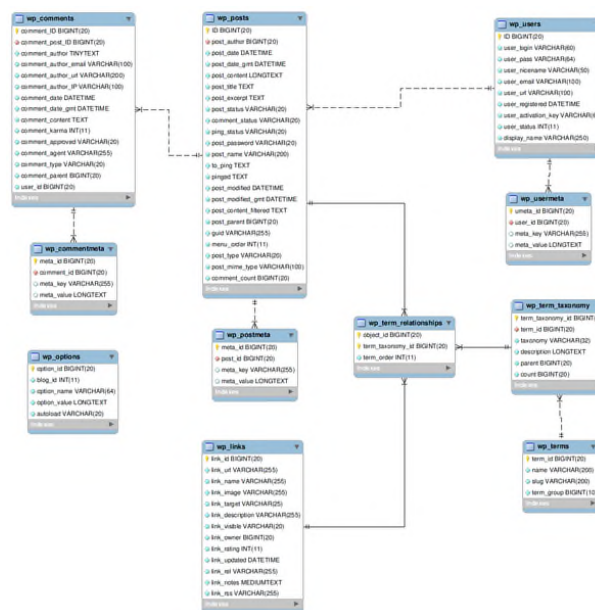 wp_comments
comment_ID BIGINT(20)
comment_post_ID BIGINT(20)
comment_author TINYTEXT
comment_author_email VARCHAR(100)
comment_author_url VARCHAR(200)
comment_author_IP VARCHAR(100)
comment_date DATETIME
comment_date_gmt DATETIME
comment_content TEXT
comment_karma INT(11)
comment_approved VARCHAR(20)
comment_agent VARCHAR(255)
comment_type VARCHAR(20)
comment_parent BIGINT(20)
user_id BIGINT(20)
Indexes
wp_commentmeta
meta_id BIGINT(20)
comment_id BIGINT(20)
meta_key VARCHAR(255)
meta_value LONGTEXT
Indexes
wp_options
option_id BIGINT(20)
blog_id INT(11)
option_name VARCHAR(64)
option_value LONGTEXT
autoload VARCHAR(20)
Indexes
wp_posts
ID BIGINT(20)
post_author BIGINT(20)
post_date DATETIME
post_date_gmt DATETIME
post_content LONGTEXT
post_title TEXT
post_excerpt TEXT
post_status VARCHAR(20)
comment_status VARCHAR(20)
ping_status VARCHAR(20)
post_password VARCHAR(20)
post_name VARCHAR(200)
to_ping TEXT
pinged TEXT
post_modified DATETIME
post_modified_gmt DATETIME
post_content_filtered TEXT
post_parent BIGINT(20)
guid VARCHAR(255)
menu_order INT(11)
post_type VARCHAR(20)
post_mime_type VARCHAR(100)
comment_count BIGINT(20)
Indexes
wp_postmeta
meta_id BIGINT(20)
post_id BIGINT(20)
meta_key VARCHAR(255)
meta_value LONGTEXT
Indexes
wp_links
link_id BIGINT(20)
link_url VARCHAR(255)
link_name VARCHAR(255)
link_image VARCHAR(255)
link_target VARCHAR(25)
link_description VARCHAR(255)
link_visible VARCHAR(20)
link_owner BIGINT(20)
link_rating INT(11)
link_updated DATETIME
link_rel VARCHAR(255)
link_notes MEDIUMTEXT
link_rss VARCHAR(255)
Indexes
wp_term_relationships
object_id BIGINT(20)
term_taxonomy_id BIGINT(20)
term_order INT(11)
Indexes
wp_users
ID BIGINT(20)
user_login VARCHAR(60)
user_pass VARCHAR(64)
user_nicename VARCHAR(50)
user_email VARCHAR(100)
user_url VARCHAR(100)
user_registered DATETIME
user_activation_key VARCHAR(6
user_status INT(11)
display_name VARCHAR(250)
Indexes
wp_usermeta
umeta_id BIGINT(20)
user_id BIGINT(20)
meta_key VARCHAR(255)
meta_value LONGTEXT
Indexes
wp_term_taxonomy
term_taxonomy_id BIGINT(
term_id BIGINT(20)
taxonomy VARCHAR(32)
description LONGTEXT
parent BIGINT(20)
count BIGINT(20)
Indexes
wp_terms
term_id BIGINT(20)
name VARCHAR(200)
slug VARCHAR(200)
term_group BIGINT(10
Indexes